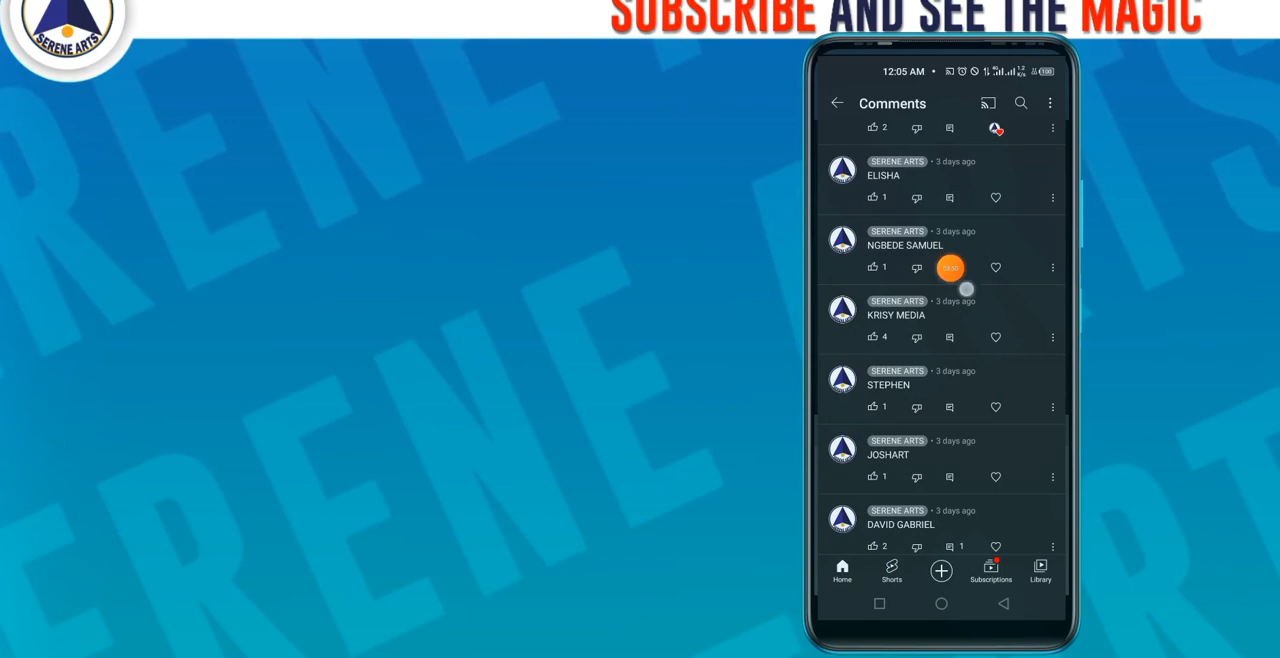 SUBSCRIBE AND SEE THE MAGIC
SERENE ARTS
12:05 AM
100
Comments
2
SERENE ARTS • 3 days ago
ELISHA
1
SERENE ARTS • 3 days ago
NGBEDE SAMUEL
1
SERENE ARTS • 3 days ago
KRISY MEDIA
4
SERENE ARTS • 3 days ago
STEPHEN
1
SERENE ARTS • 3 days ago
JOSHART
1
SERENE ARTS • 3 days ago
DAVID GABRIEL
2 1
Home Shorts Subscriptions Library